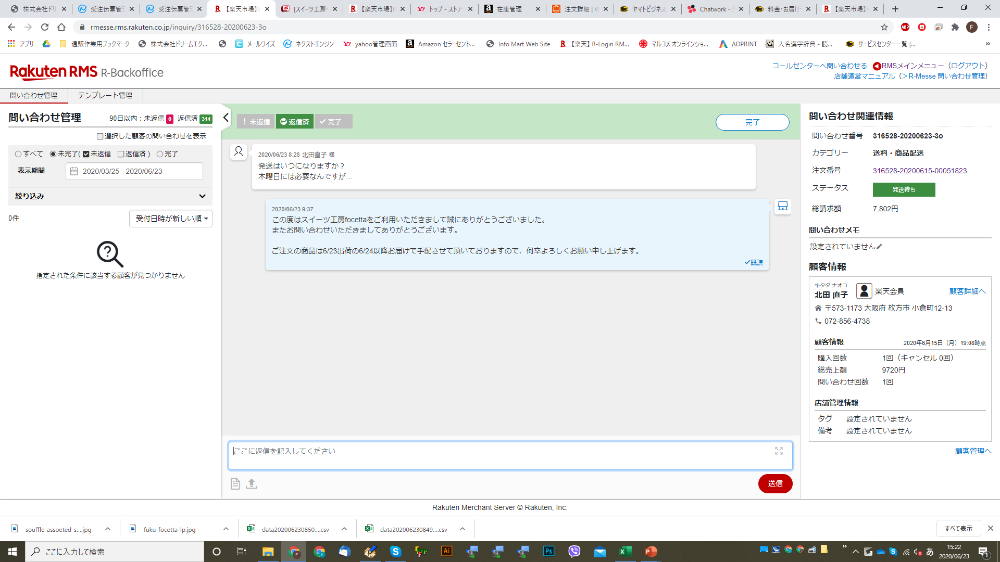 株式会社ドリ
受注伝票管理
受注伝票管理
【楽天市場】R
[スイーツ工房f
【楽天市場】R
トップ - ストア
在庫管理
注文詳細 | W
ヤマトビジネス
Chatwork - F
料金・お届け
【楽天市場】R
rmesse.rms.rakuten.co.jp/inquiry/316528-20200623-3o
アプリ
通販作業用ブックマーク
株式会社ドリームエク...
メールワイズ
ネクストエンジン
yahoo管理画面
Amazon セラーセント...
Info Mart Web Site
【楽天】R-Login RM...
マルコメ オンラインショ...
ADPRINT
人名漢字辞典 - 読...
サービスセンター一覧 |...
»
Rakuten RMS R-Backoffice
コールセンターへ問い合わせる RMSメインメニュー（ログアウト）
店舗運営マニュアル（＞R-Messe 問い合わせ管理）
問い合わせ管理 テンプレート管理
問い合わせ管理
90日以内：未返信 0 返信済 314
選択した顧客の問い合わせを表示
すべて 未完了( 未返信 返信済 ) 完了
表示期間 2020/03/25 - 2020/06/23
絞り込み
0件 受付日時が新しい順
指定された条件に該当する顧客が見つかりません
! 未返信 返信済 完了
完了
2020/06/23 8:28 北田直子 様
発送はいつになりますか？
木曜日には必要なんですが…
2020/06/23 9:37
この度はスイーツ工房focettaをご利用いただきまして誠にありがとうございました。
またお問い合わせいただきましてありがとうございます。
ご注文の商品は6/23出荷の6/24以降お届けで手配させて頂いておりますので、何卒よろしくお願い申し上げます。
既読
ここに返信を記入してください
送信
問い合わせ関連情報
問い合わせ番号 316528-20200623-3o
カテゴリー 送料・商品配送
注文番号 316528-20200615-00051823
ステータス 発送待ち
総請求額 7,802円
問い合わせメモ
設定されていません
顧客情報
キタダ ナオコ
北田 直子 楽天会員 顧客詳細へ
〒573-1173 大阪府 枚方市 小倉町12-13
072-856-4738
顧客情報 2020年6月15日（月）19:08時点
購入回数 1回（キャンセル 0回）
総売上額 9720円
問い合わせ回数 1回
店舗管理情報
タグ 設定されていません
備考 設定されていません
顧客管理へ
Rakuten Merchant Server © Rakuten, Inc.
souffle-assoeted-s....jpg
fuku-focetta-lp.jpg
data202006230850....csv
data202006230849....csv
すべて表示
ここに入力して検索
あ
15:22
2020/06/23
1